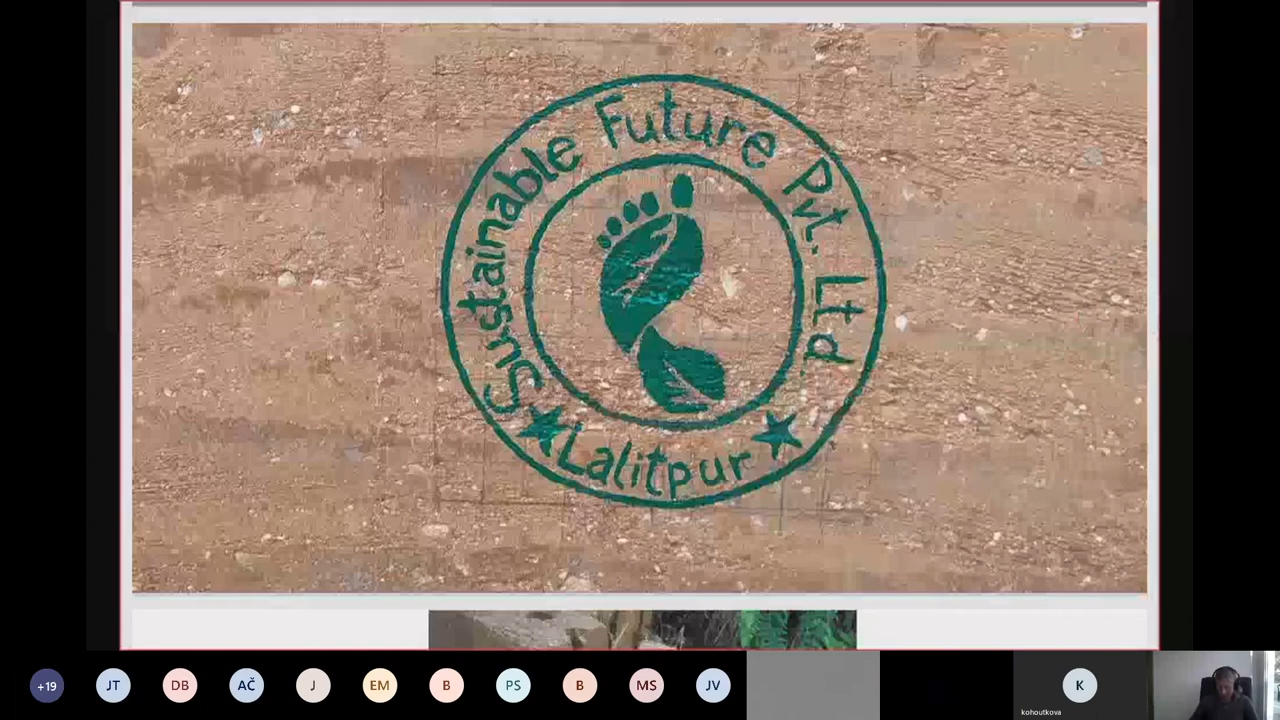 Sustainable Future Pvt. Ltd.
Lalitpur
+19
JT
DB
AČ
J
EM
B
PS
B
MS
JV
K
kohoutkova